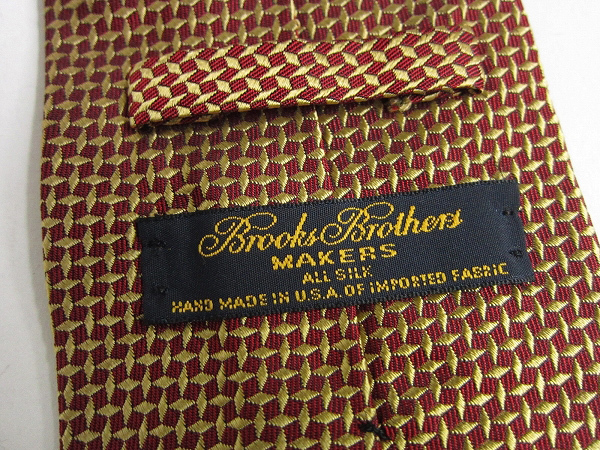 Brooks Brothers
MAKERS
ALL SILK
HAND MADE IN U.S.A. OF IMPORTED FABRIC